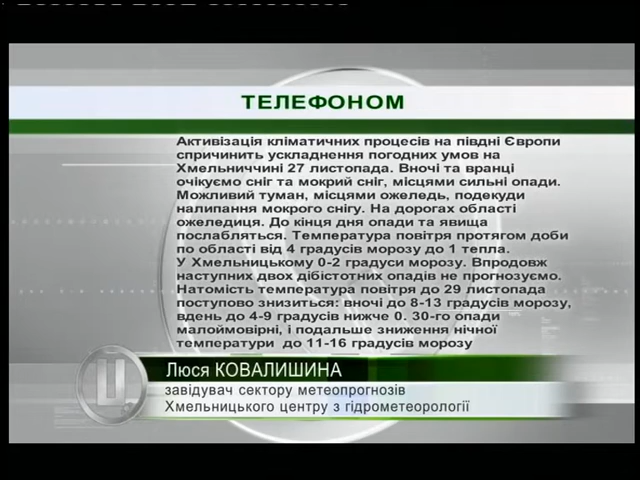 ТЕЛЕФОНОМ
Активізація кліматичних процесів на півдні Європи
спричинить ускладнення погодних умов на
Хмельниччині 27 листопада. Вночі та вранці
очікуємо сніг та мокрий сніг, місцями сильні опади.
Можливий туман, місцями ожеледь, подекуди
налипання мокрого снігу. На дорогах області
ожеледиця. До кінця дня опади та явища
послабляться. Температура повітря протягом доби
по області від 4 градусів морозу до 1 тепла.
У Хмельницькому 0-2 градуси морозу. Впродовж
наступних двох дібістотних опадів не прогнозуємо.
Натомість температура повітря до 29 листопада
поступово знизиться: вночі до 8-13 градусів морозу,
вдень до 4-9 градусів нижче 0. 30-го опади
малоймовірні, і подальше зниження нічної
температури до 11-16 градусів морозу
Люся КОВАЛИШИНА
завідувач сектору метеопрогнозів
Хмельницького центру з гідрометеорології